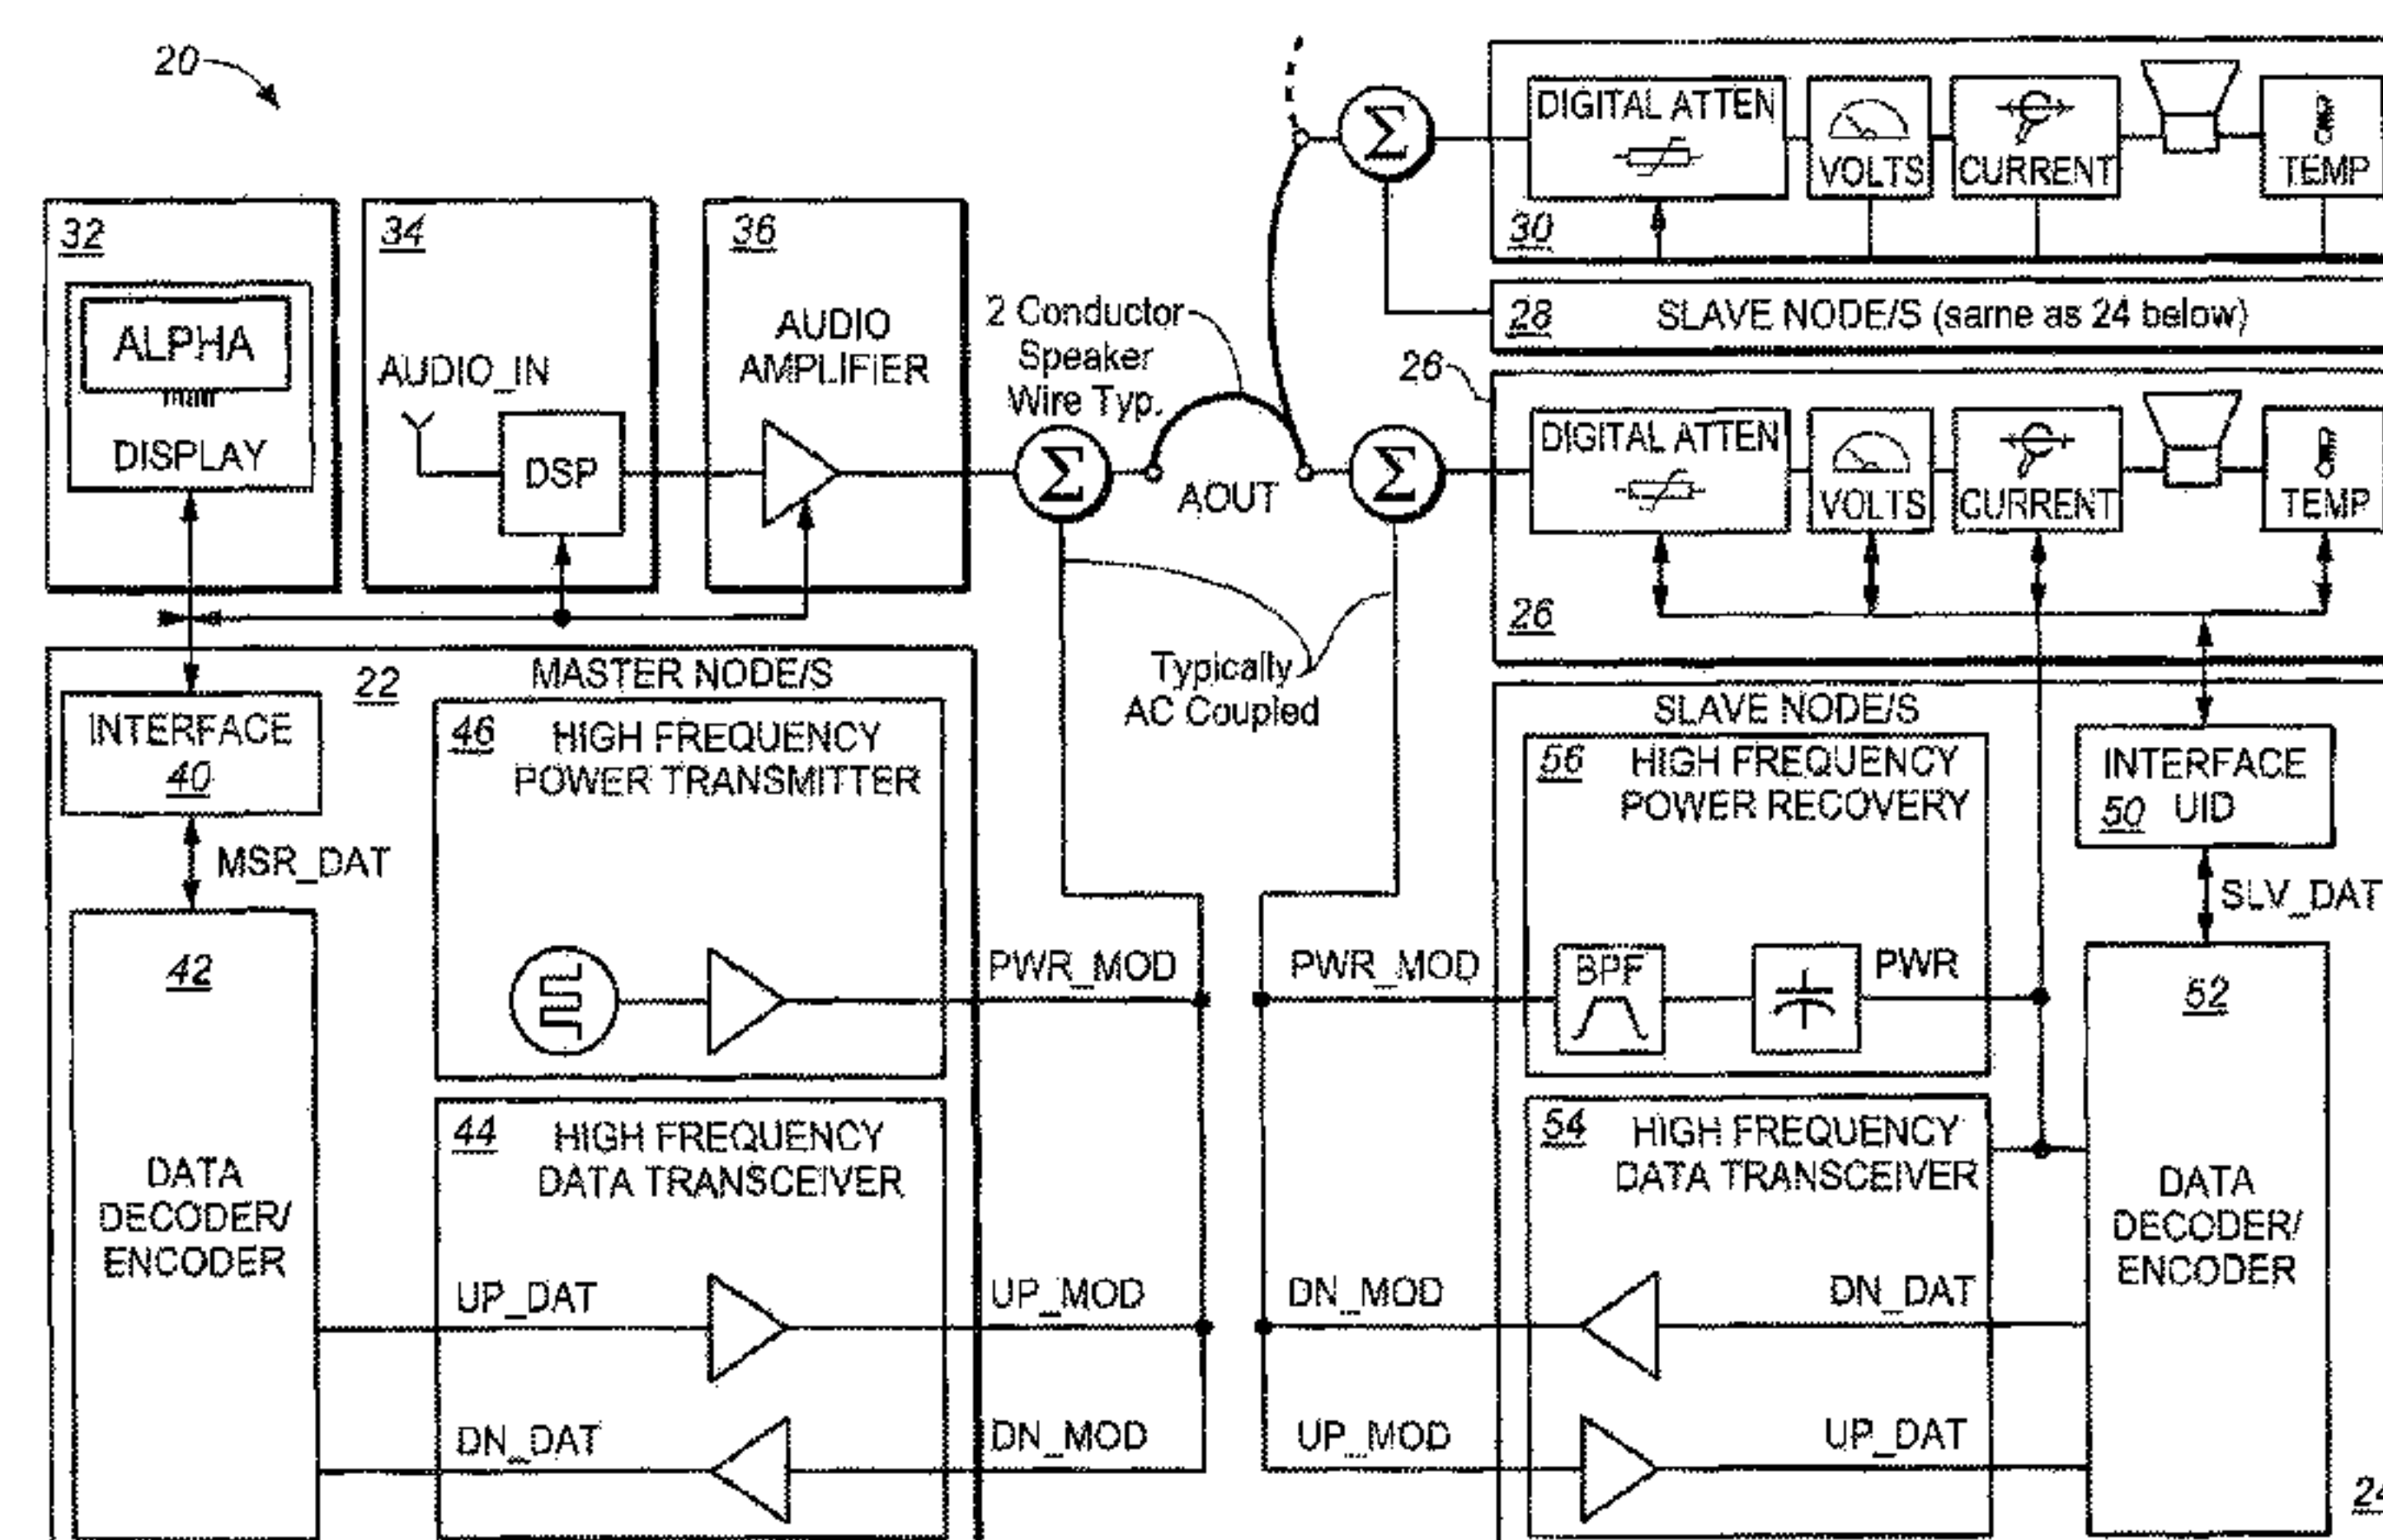 20
32
ALPHA
DISPLAY
34
AUDIO_IN
DSP
36
AUDIO
AMPLIFIER
2 Conductor
Speaker
Wire Typ.
Σ
AOUT
Σ
DIGITAL ATTEN
VOLTS
CURRENT
TEMP
30
28
SLAVE NODE/S (same as 24 below)
26
Σ
DIGITAL ATTEN
VOLTS
CURRENT
TEMP
26
Typically
AC Coupled
22
MASTER NODE/S
INTERFACE
40
MSR_DAT
42
DATA
DECODER/
ENCODER
46
HIGH FREQUENCY
POWER TRANSMITTER
PWR_MOD
44
HIGH FREQUENCY
DATA TRANSCEIVER
UP_DAT
UP_MOD
DN_DAT
DN_MOD
SLAVE NODE/S
56
HIGH FREQUENCY
POWER RECOVERY
PWR_MOD
BPF
PWR
INTERFACE
50 UID
SLV_DAT
52
DATA
DECODER/
ENCODER
54
HIGH FREQUENCY
DATA TRANSCEIVER
DN_MOD
DN_DAT
UP_MOD
UP_DAT
24